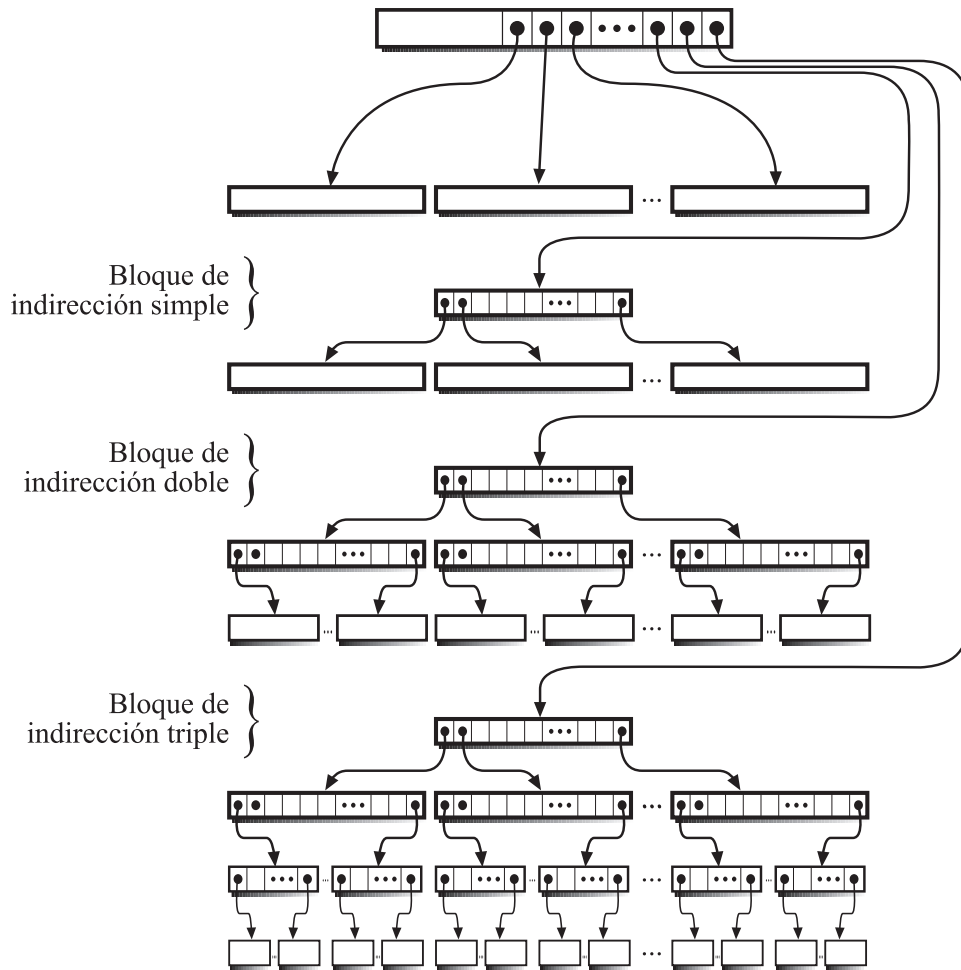 Bloque de
indirección simple
Bloque de
indirección doble
Bloque de
indirección triple